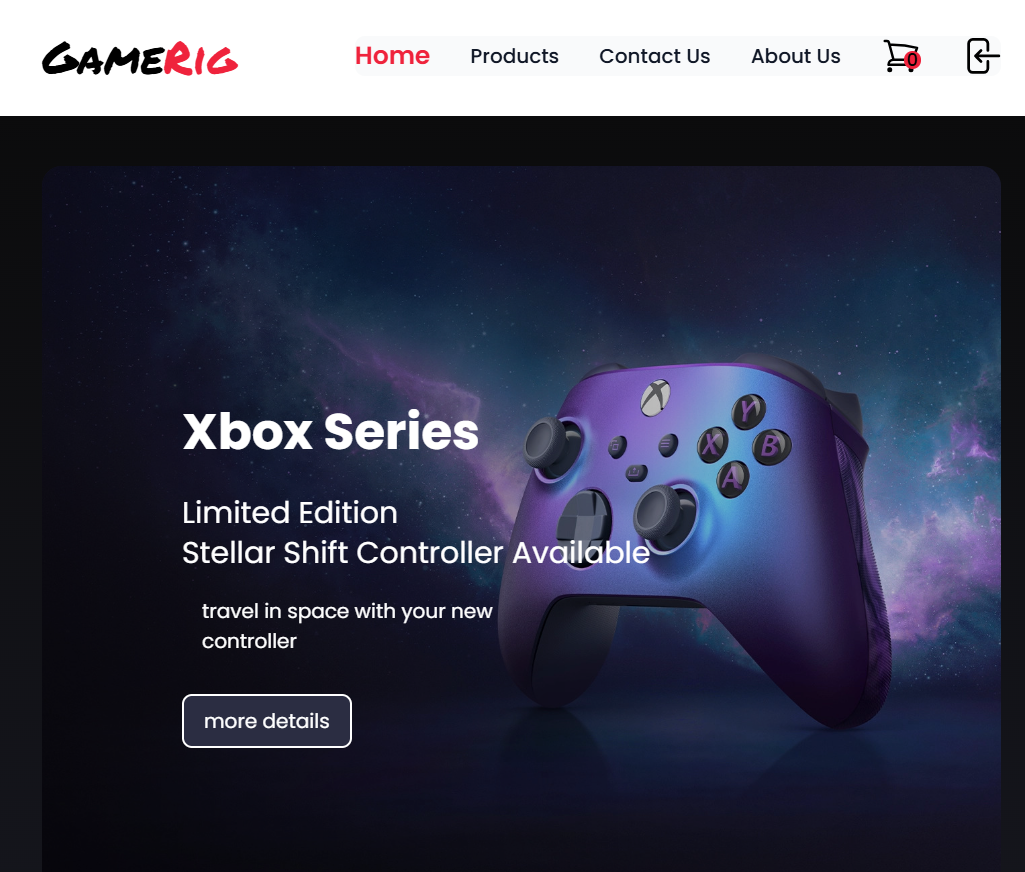 GAMERIG
Home
Products
Contact Us
About Us
0
Y
X
B
A
Xbox Series
Limited Edition
Stellar Shift Controller Available
travel in space with your new
controller
more details